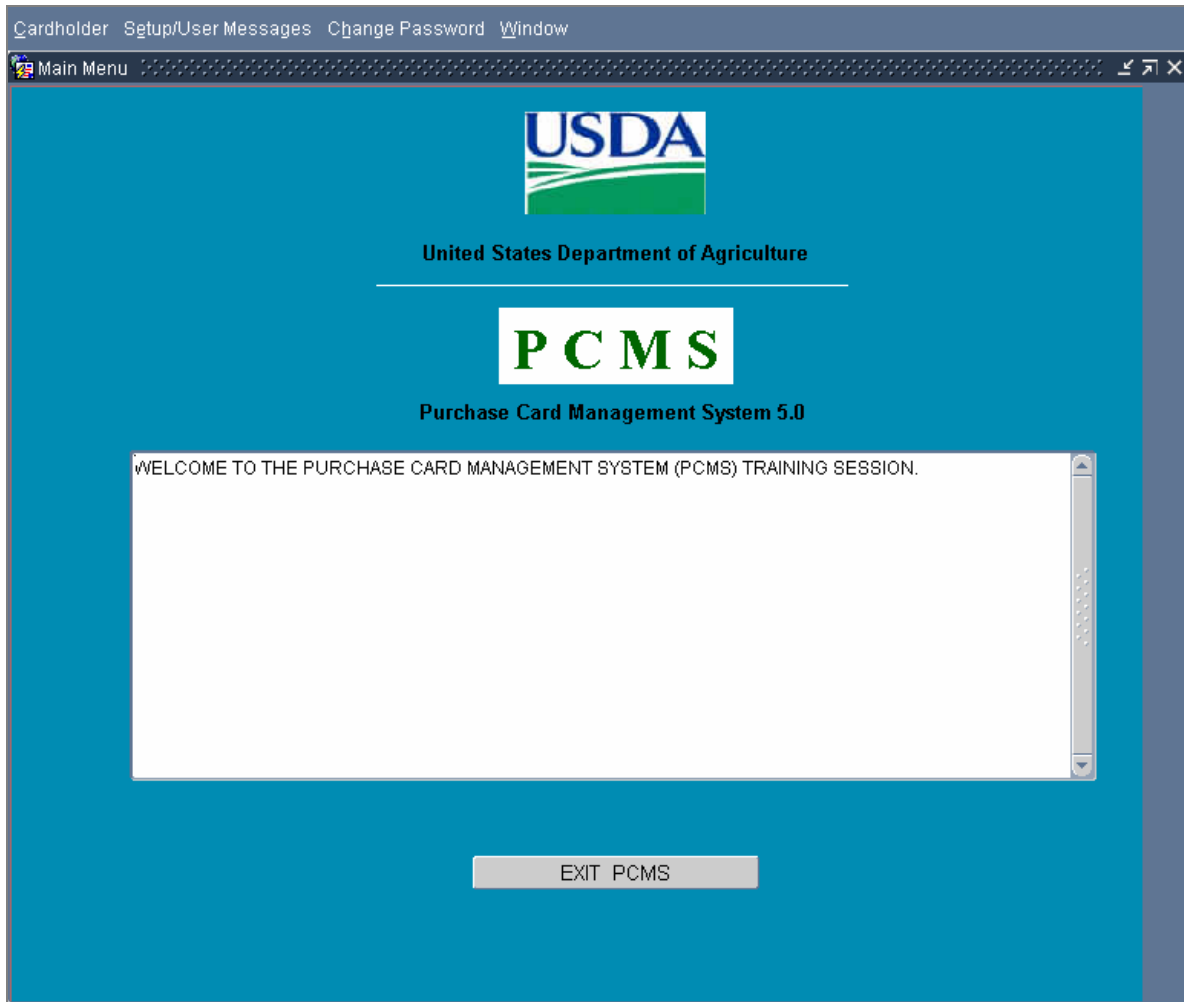 Cardholder Setup/User Messages Change Password Window
Main Menu
USDA
United States Department of Agriculture
P C M S
Purchase Card Management System 5.0
WELCOME TO THE PURCHASE CARD MANAGEMENT SYSTEM (PCMS) TRAINING SESSION.
EXIT PCMS